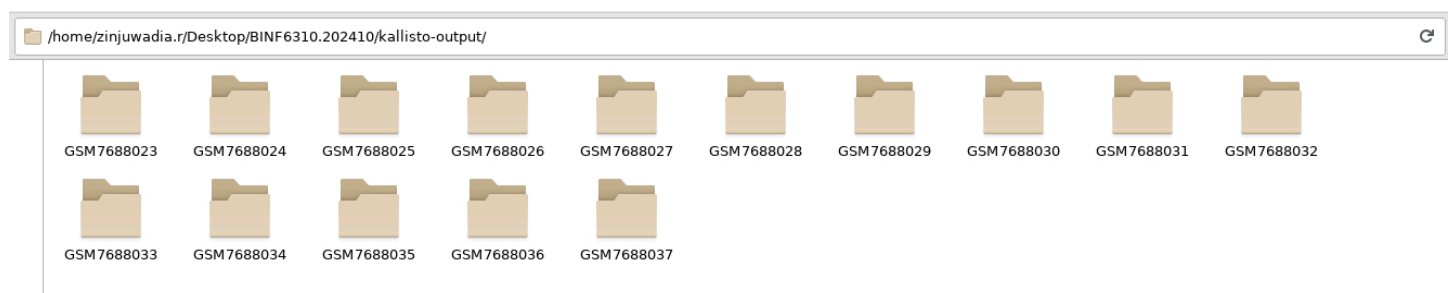 /home/zinjuwadia.r/Desktop/BINF6310.202410/kallisto-output/
GSM7688023 GSM7688024 GSM7688025 GSM7688026 GSM7688027 GSM7688028 GSM7688029 GSM7688030 GSM7688031 GSM7688032
GSM7688033 GSM7688034 GSM7688035 GSM7688036 GSM7688037